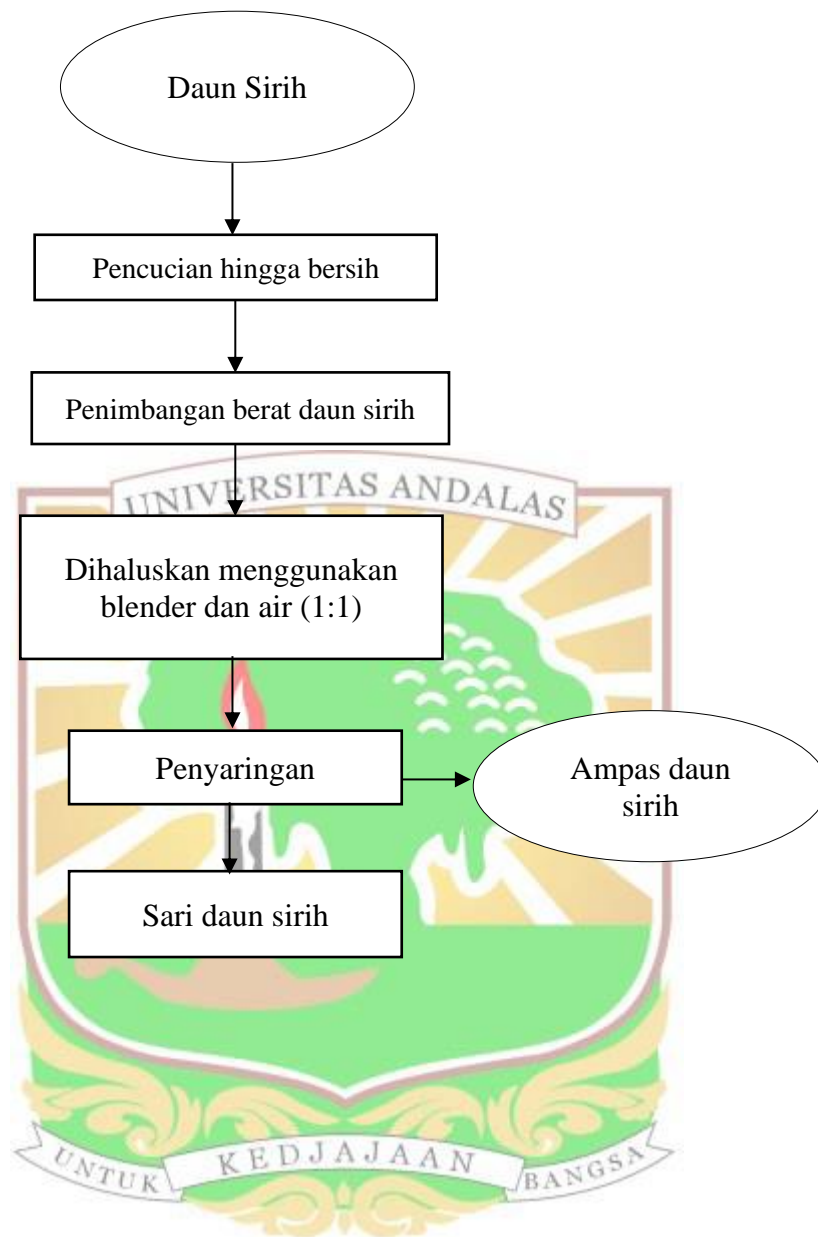 Daun Sirih
Pencucian hingga bersih
Penimbangan berat daun sirih
UNIVERSITAS ANDALAS
Dihaluskan menggunakan
blender dan air (1:1)
Penyaringan
Ampas daun
sirih
Sari daun sirih
UNTUK KEDJAJAAN BANGSA